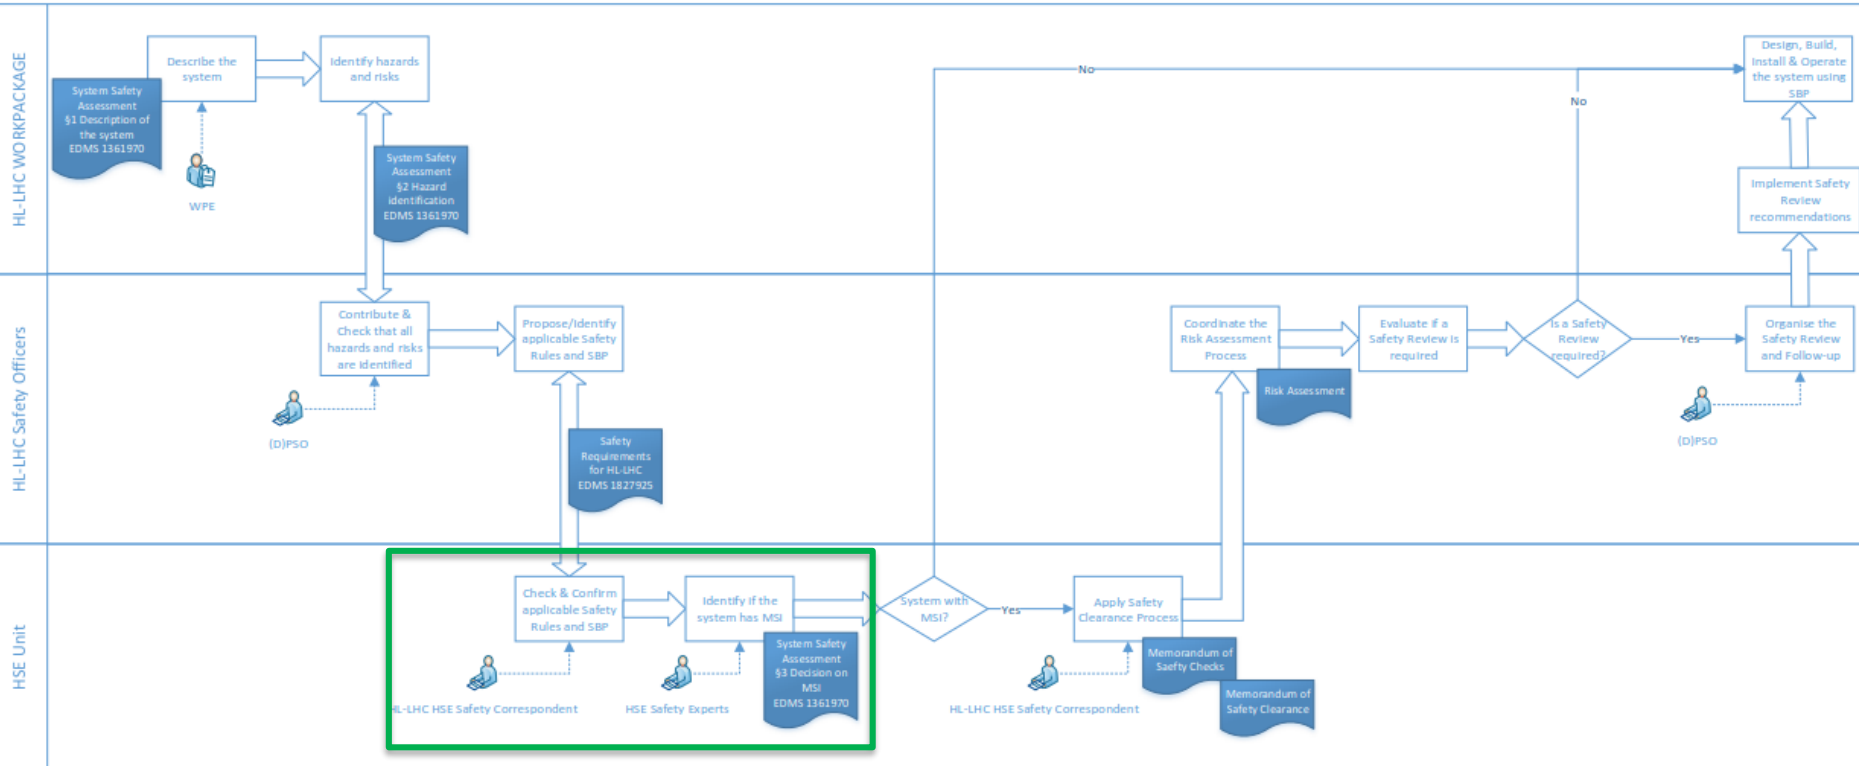 HL-LHC WORKPACKAGE
Describe the
system
System Safety
Assessment
§1 Description of
the system
EDMS 1361970
WPE
Identify hazards
and risks
System Safety
Assessment
§2 Hazard
identification
EDMS 1361970
No
No
Design, Build,
Install & Operate
the system using
SBP
Implement Safety
Review
recommendations
HL-LHC Safety Officers
Contribute &
Check that all
hazards and risks
are identified
(D)PSO
Propose/Identify
applicable Safety
Rules and SBP
Safety
Requirements
for HL-LHC
EDMS 1827925
Coordinate the
Risk Assessment
Process
Risk Assessment
Evaluate if a
Safety Review is
required
Is a Safety
Review
required?
Yes
Organise the
Safety Review
and Follow-up
(D)PSO
HSE Unit
Check & Confirm
applicable Safety
Rules and SBP
HL-LHC HSE Safety Correspondent
Identify if the
system has MSI
HSE Safety Experts
System Safety
Assessment
§3 Decision on
MSI
EDMS 1361970
System with
MSI?
Yes
Apply Safety
Clearance Process
HL-LHC HSE Safety Correspondent
Memorandum of
Saefty Checks
Memorandum of
Safety Clearance